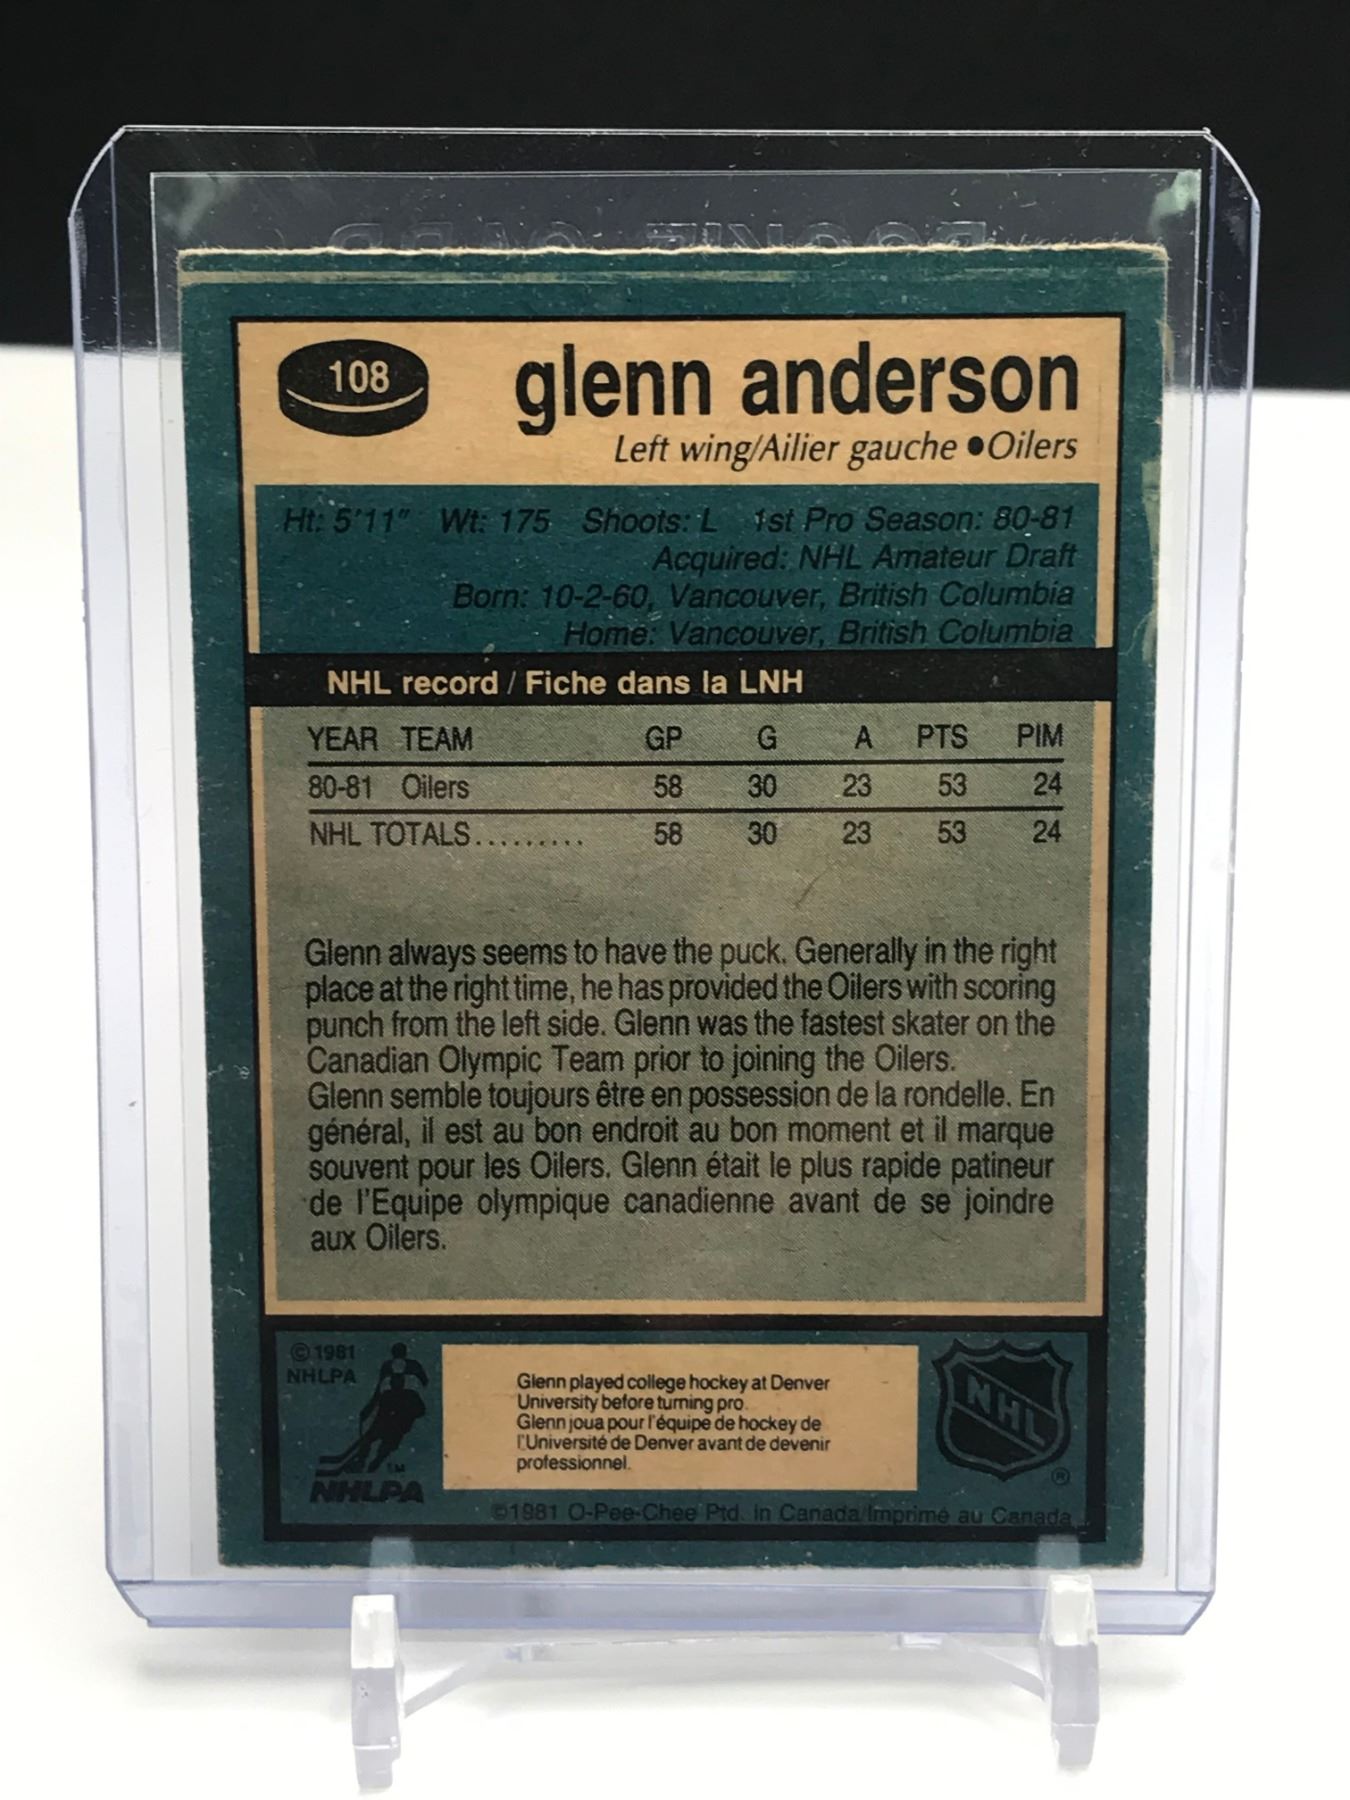 ROOKIE CARD
108
glenn anderson
Left wing/Ailier gauche ●Oilers
Ht: 5'11" Wt: 175 Shoots: L 1st Pro Season: 80-81
Acquired: NHL Amateur Draft
Born: 10-2-60, Vancouver, British Columbia
Home: Vancouver, British Columbia
NHL record / Fiche dans la LNH
YEAR TEAM GP G A PTS PIM
80-81 Oilers 58 30 23 53 24
NHL TOTALS......... 58 30 23 53 24
Glenn always seems to have the puck. Generally in the right
place at the right time, he has provided the Oilers with scoring
punch from the left side. Glenn was the fastest skater on the
Canadian Olympic Team prior to joining the Oilers.
Glenn semble toujours être en possession de la rondelle. En
général, il est au bon endroit au bon moment et il marque
souvent pour les Oilers. Glenn était le plus rapide patineur
de l'Equipe olympique canadienne avant de se joindre
aux Oilers.
© 1981
NHLPA
TM
NHLPA
Glenn played college hockey at Denver
University before turning pro.
Glenn joua pour l'équipe de hockey de
l'Université de Denver avant de devenir
professionnel.
NHL
®
©1981 O-Pee-Chee Ptd. in Canada/Imprimé au Canada